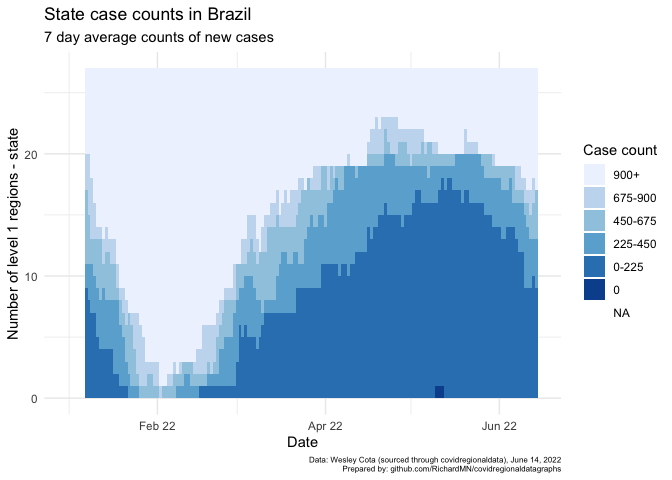 State case counts in Brazil
7 day average counts of new cases
Number of level 1 regions - state
20
10
0
Feb 22
Apr 22
Jun 22
Date
Case count
900+
675-900
450-675
225-450
0-225
0
NA
Data: Wesley Cota (sourced through covidregionaldata), June 14, 2022
Prepared by: github.com/RichardMN/covidregionaldatagraphs